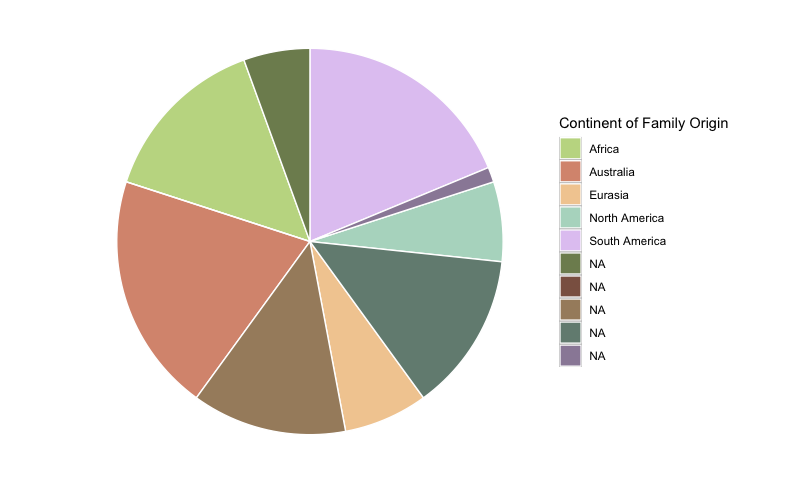 Continent of Family Origin
Africa
Australia
Eurasia
North America
South America
NA
NA
NA
NA
NA